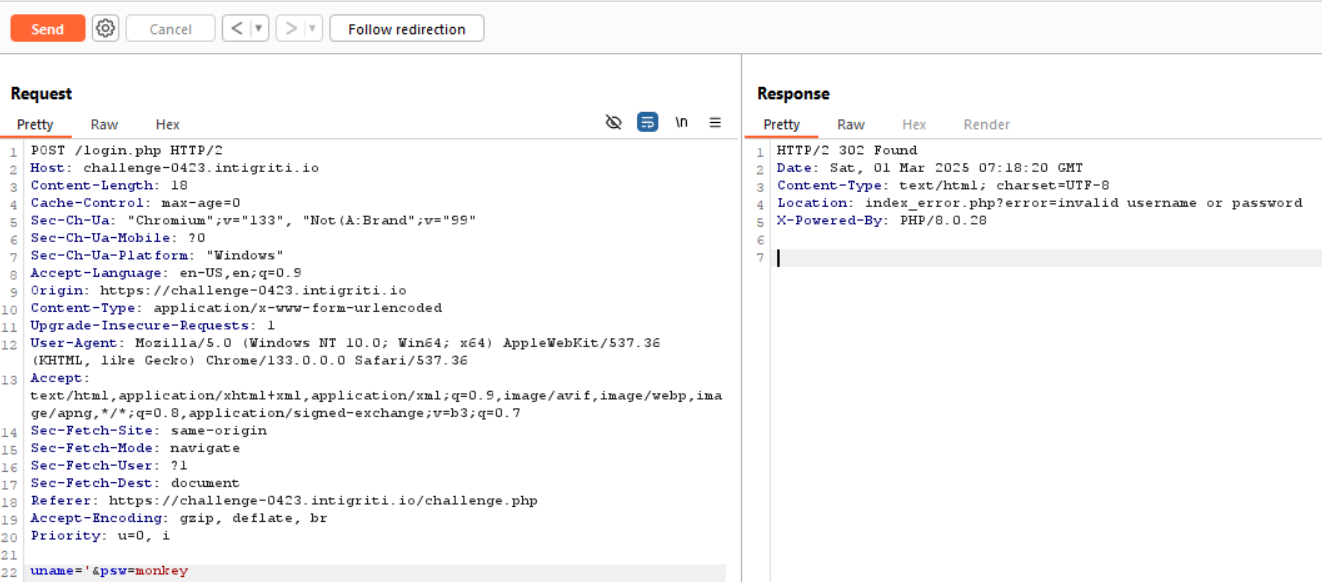 Send Cancel < > Follow redirection
Request
Pretty Raw Hex \n
1 POST /login.php HTTP/2
2 Host: challenge-0423.intigriti.io
3 Content-Length: 18
4 Cache-Control: max-age=0
5 Sec-Ch-Ua: "Chromium";v="133", "Not(A:Brand";v="99"
6 Sec-Ch-Ua-Mobile: ?0
7 Sec-Ch-Ua-Platform: "Windows"
8 Accept-Language: en-US,en;q=0.9
9 Origin: https://challenge-0423.intigriti.io
10 Content-Type: application/x-www-form-urlencoded
11 Upgrade-Insecure-Requests: 1
12 User-Agent: Mozilla/5.0 (Windows NT 10.0; Win64; x64) AppleWebKit/537.36
(KHTML, like Gecko) Chrome/133.0.0.0 Safari/537.36
13 Accept:
text/html,application/xhtml+xml,application/xml;q=0.9,image/avif,image/webp,ima
ge/apng,*/*;q=0.8,application/signed-exchange;v=b3;q=0.7
14 Sec-Fetch-Site: same-origin
15 Sec-Fetch-Mode: navigate
16 Sec-Fetch-User: ?1
17 Sec-Fetch-Dest: document
18 Referer: https://challenge-0423.intigriti.io/challenge.php
19 Accept-Encoding: gzip, deflate, br
20 Priority: u=0, i
21
22 uname='&psw=monkey
Response
Pretty Raw Hex Render
1 HTTP/2 302 Found
2 Date: Sat, 01 Mar 2025 07:18:20 GMT
3 Content-Type: text/html; charset=UTF-8
4 Location: index_error.php?error=invalid username or password
5 X-Powered-By: PHP/8.0.28
6
7